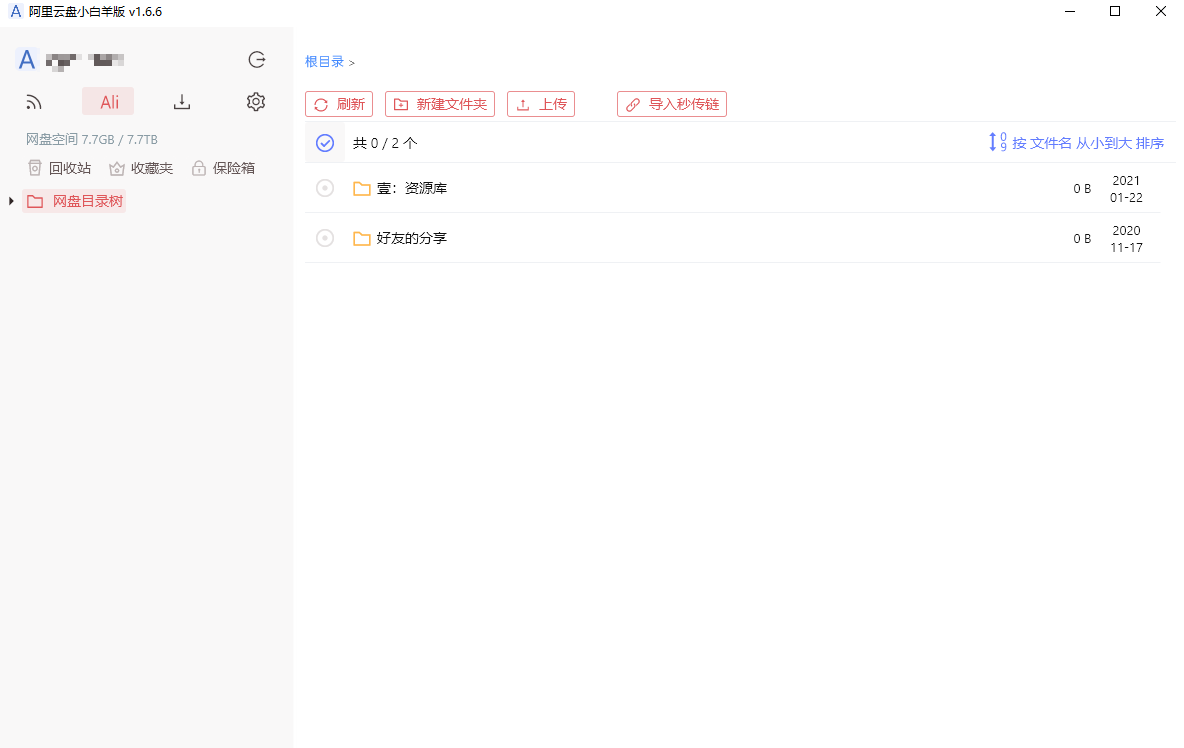 阿里云盘小白羊版 v1.6.6
根目录 >
Ali
刷新 新建文件夹 上传 导入秒传链
网盘空间 7.7GB / 7.7TB
共 0 / 2 个 按 文件名 从小到大 排序
回收站 收藏夹 保险箱
网盘目录树
壹：资源库 0 B 2021
01-22
好友的分享 0 B 2020
11-17